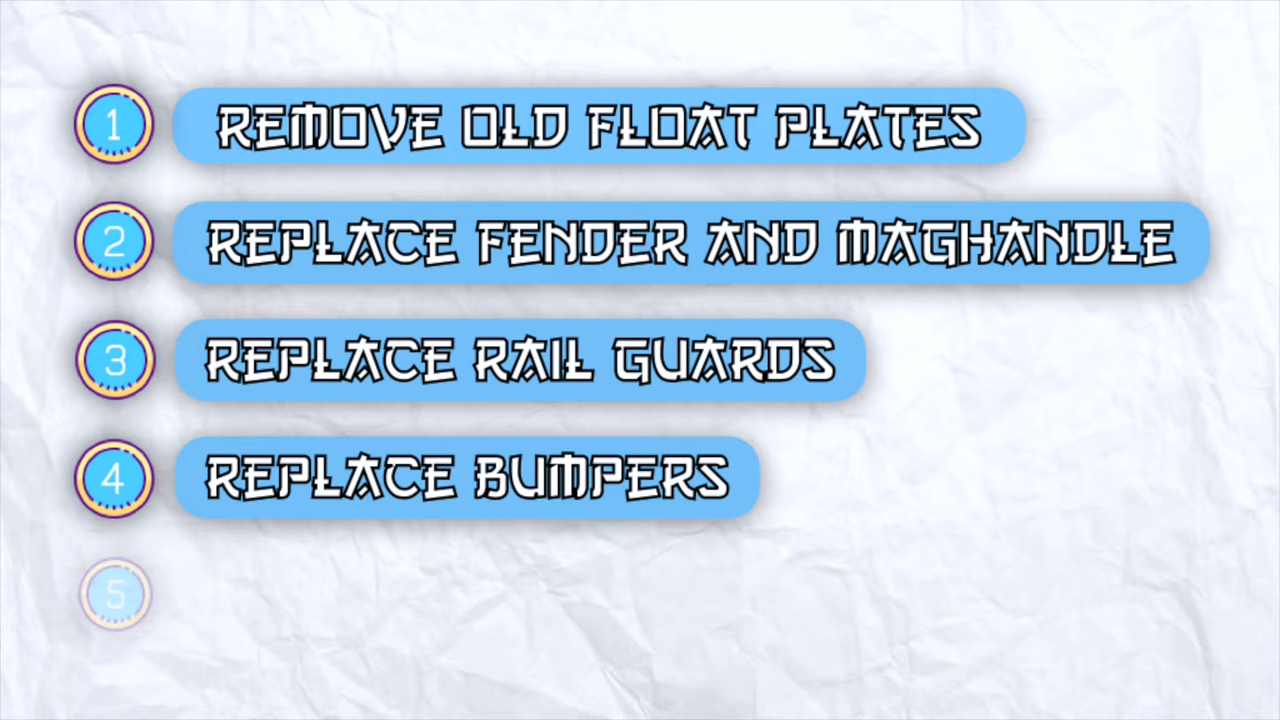 1 REMOVE OLD FLOAT PLATES
2 REPLACE FENDER AND MAGHANDLE
3 REPLACE RAIL GUARDS
4 REPLACE BUMPERS
5